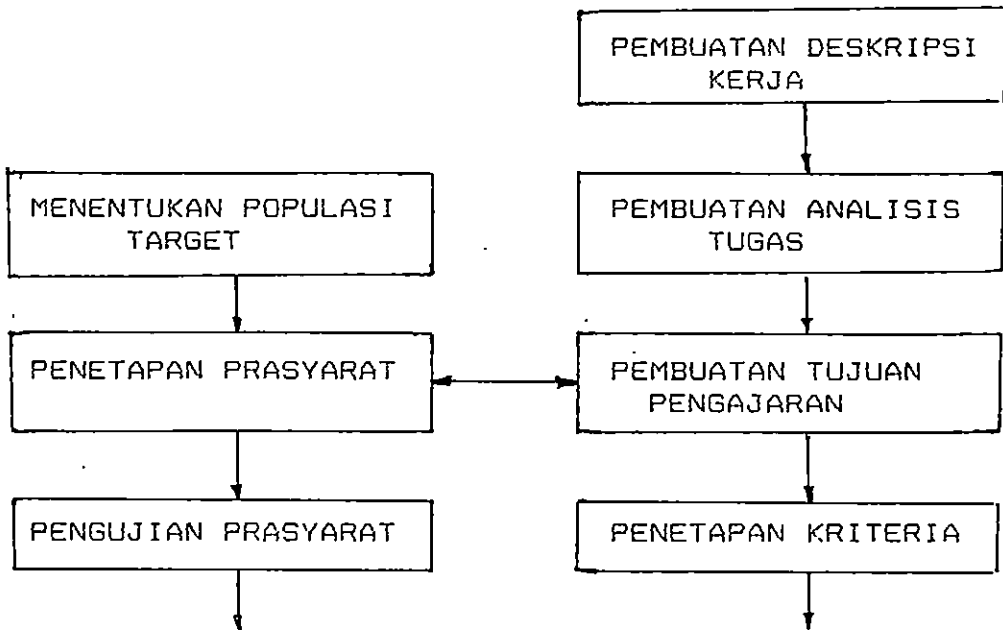 PEMBUATAN DESKRIPSI
KERJA
MENENTUKAN POPULASI
TARGET
PEMBUATAN ANALISIS
TUGAS
PENETAPAN PRASYARAT
PEMBUATAN TUJUAN
PENGAJARAN
PENGUJIAN PRASYARAT
PENETAPAN KRITERIA